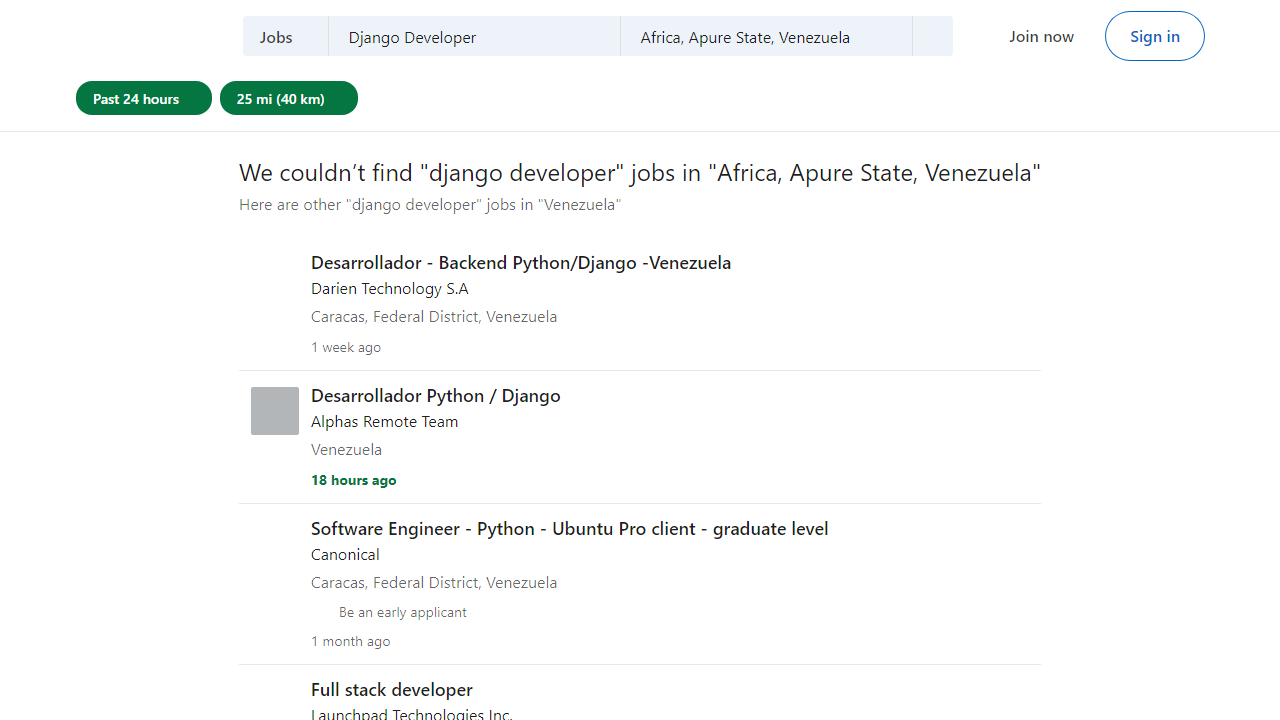 Jobs
Django Developer
Africa, Apure State, Venezuela
Join now
Sign in
Past 24 hours
25 mi (40 km)
We couldn’t find "django developer" jobs in "Africa, Apure State, Venezuela"
Here are other "django developer" jobs in "Venezuela"
Desarrollador - Backend Python/Django -Venezuela
Darien Technology S.A
Caracas, Federal District, Venezuela
1 week ago
Desarrollador Python / Django
Alphas Remote Team
Venezuela
18 hours ago
Software Engineer - Python - Ubuntu Pro client - graduate level
Canonical
Caracas, Federal District, Venezuela
Be an early applicant
1 month ago
Full stack developer
Launchpad Technologies Inc.